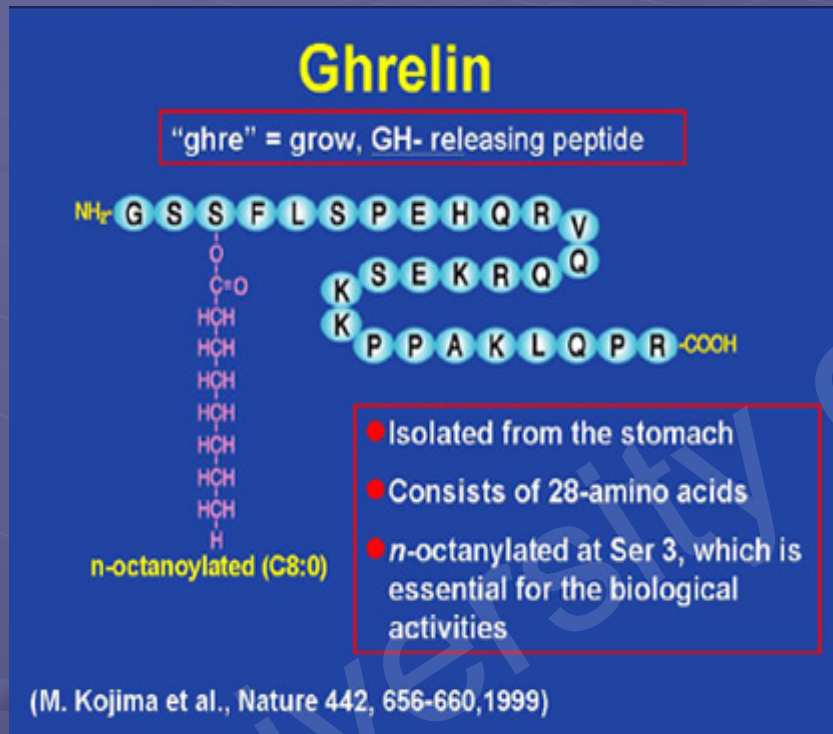 Ghrelin
“ghre” = grow, GH- releasing peptide
NH2- G S S F L S P E H Q R V
Q Q R K E S K
K P P A K L Q P R -COOH
O
C=O
HCH
HCH
HCH
HCH
HCH
HCH
HCH
H
n-octanoylated (C8:0)
Isolated from the stomach
Consists of 28-amino acids
n-octanylated at Ser 3, which is
essential for the biological
activities
(M. Kojima et al., Nature 442, 656-660,1999)